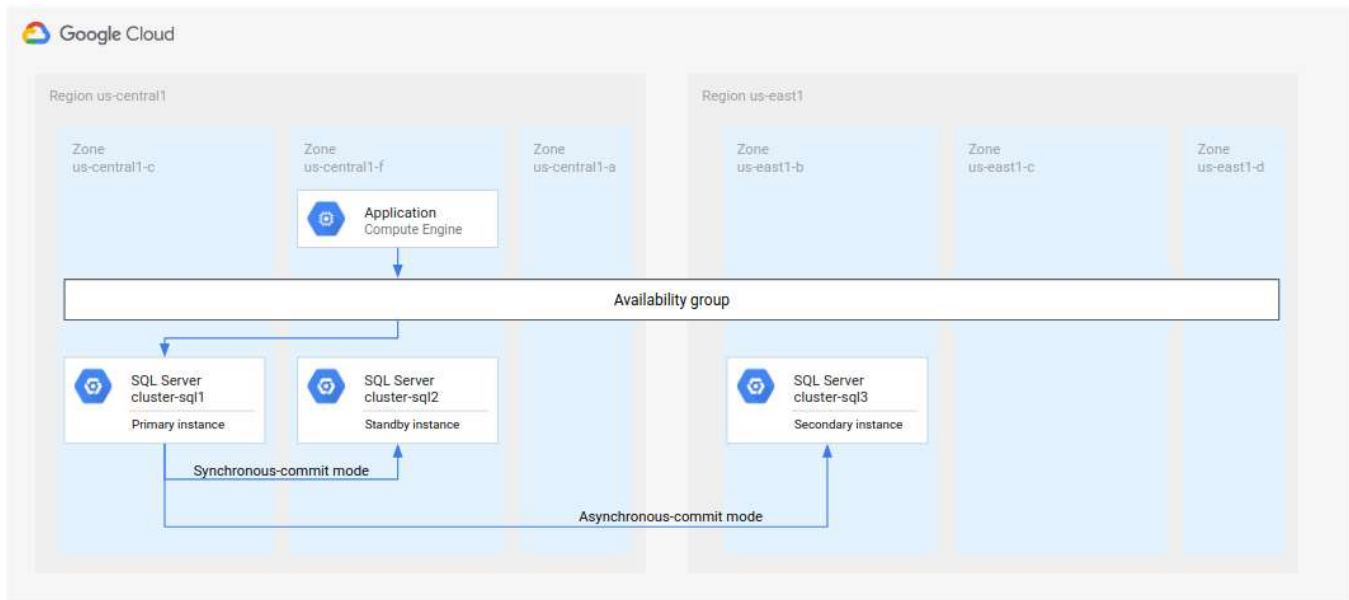 Google Cloud
Region us-central1
Region us-east1
Zone
us-central1-c
Zone
us-central1-f
Zone
us-central1-a
Zone
us-east1-b
Zone
us-east1-c
Zone
us-east1-d
Application
Compute Engine
Availability group
SQL Server
cluster-sql1
Primary instance
SQL Server
cluster-sql2
Standby instance
SQL Server
cluster-sql3
Secondary instance
Synchronous-commit mode
Asynchronous-commit mode